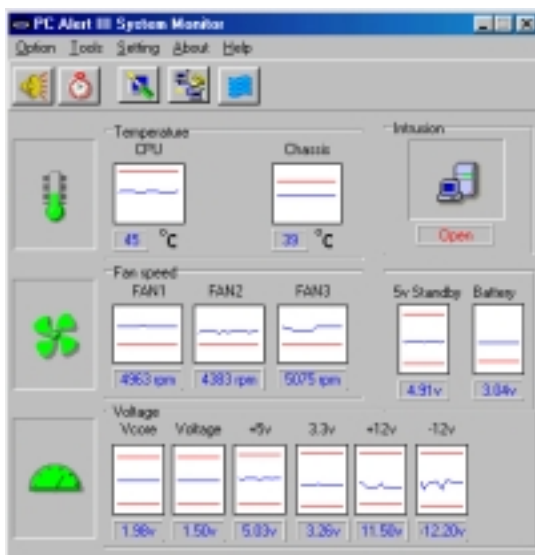 PC Alert III System Monitor
Option Tools Setting About Help
Temperature
CPU
Chassis
45 °C
39 °C
Intrusion
Open
Fan speed
FAN1 FAN2 FAN3
4963 rpm 4383 rpm 5075 rpm
5v Standby Battery
4.91v 3.04v
Voltage
Vcore Voltage +5v 3.3v +12v -12v
1.98v 1.50v 5.03v 3.26v 11.50v -12.20v